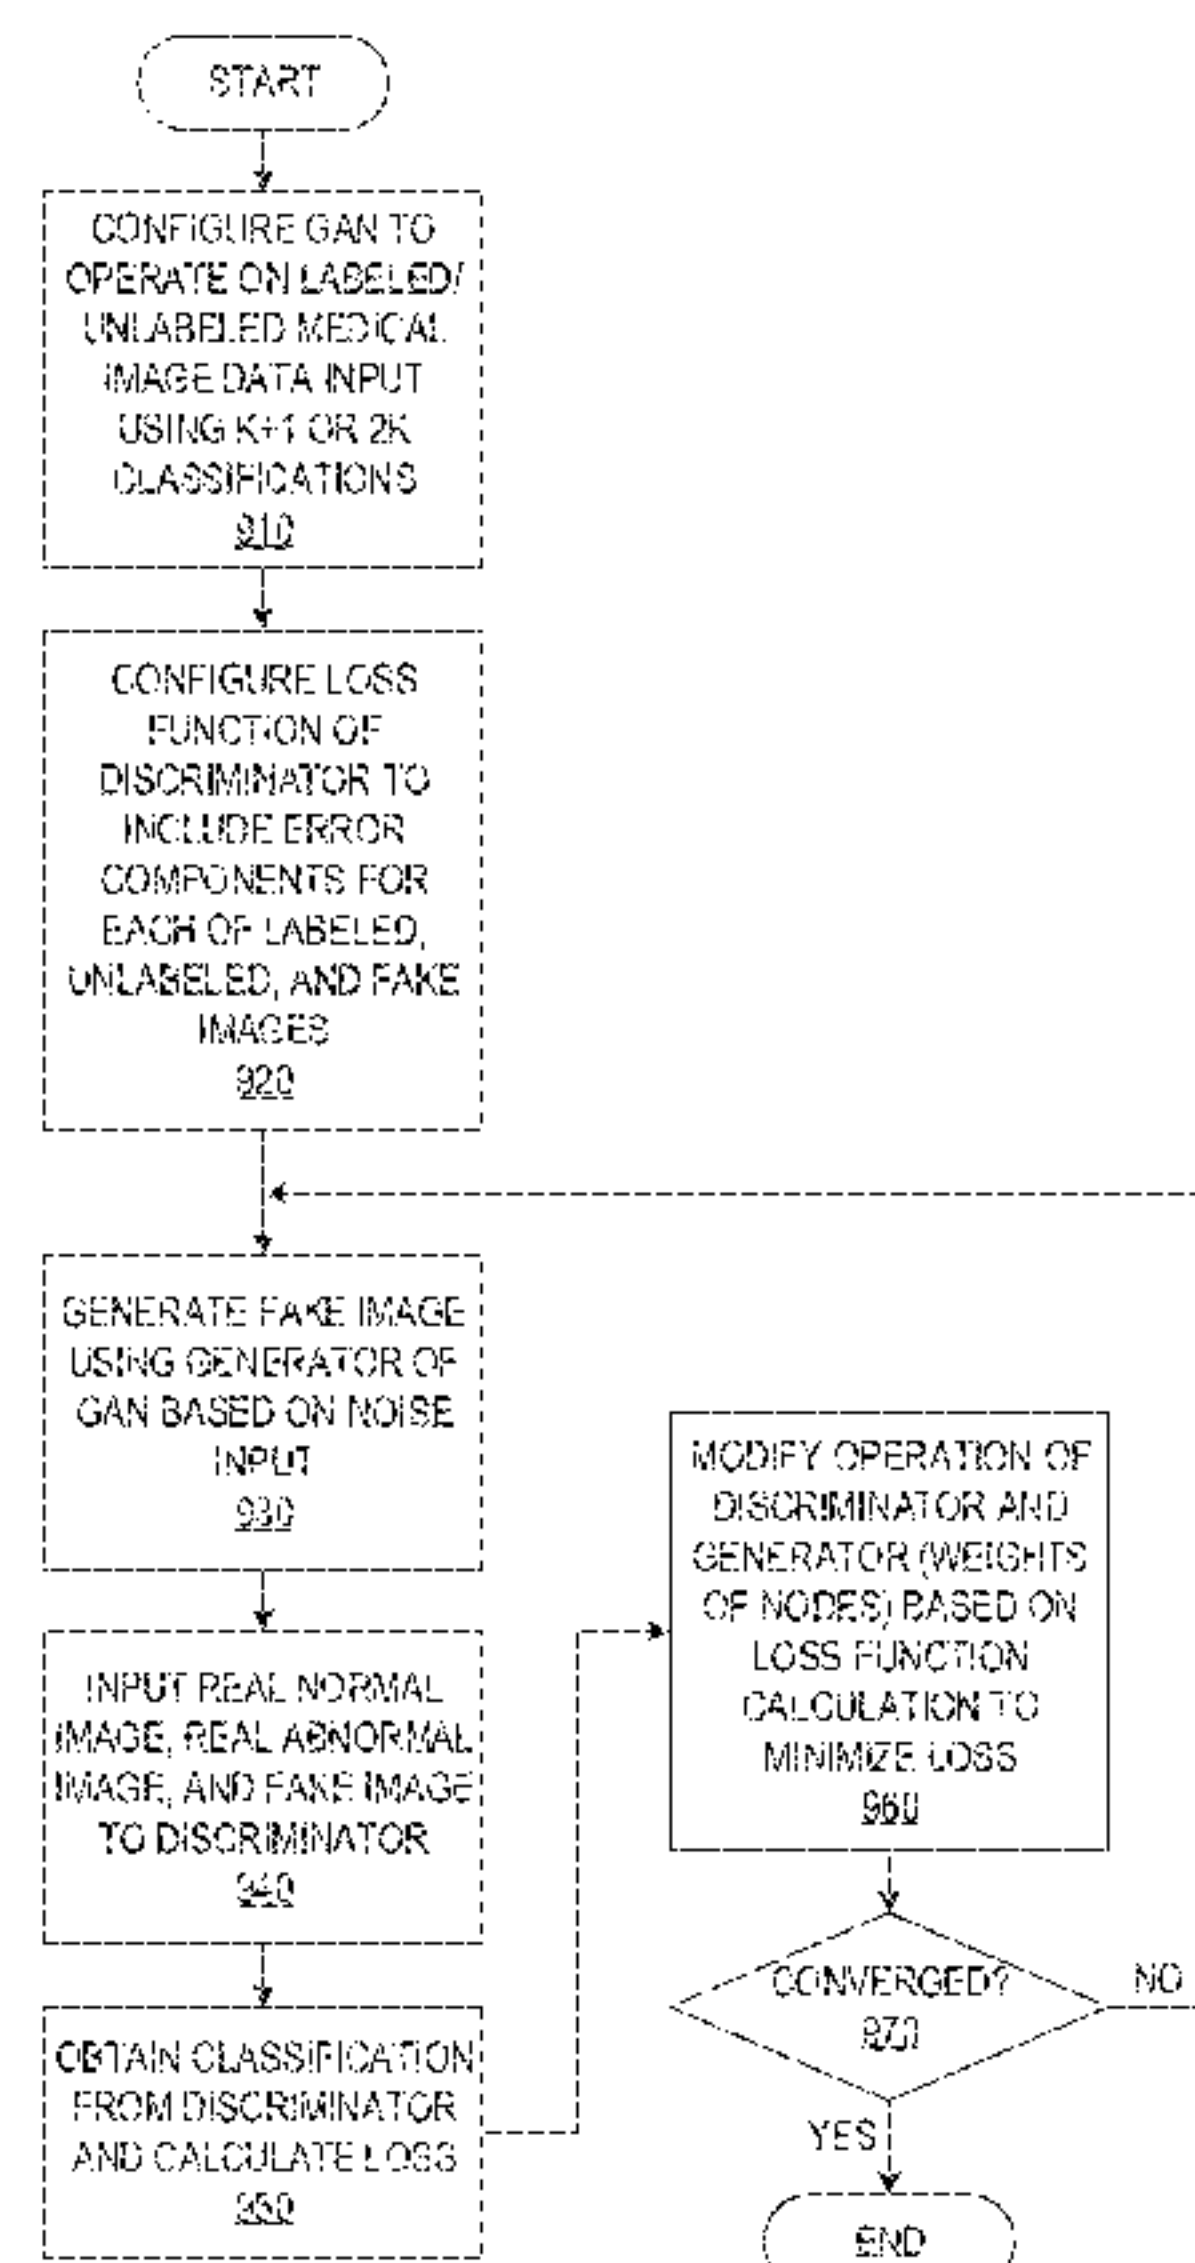 START
CONFIGURE GAN TO
OPERATE ON LABELED/
UNLABELED MEDICAL
IMAGE DATA INPUT
USING K+1 OR 2K
CLASSIFICATIONS
910
CONFIGURE LOSS
FUNCTION OF
DISCRIMINATOR TO
INCLUDE ERROR
COMPONENTS FOR
EACH OF LABELED,
UNLABELED, AND FAKE
IMAGES
920
GENERATE FAKE IMAGE
USING GENERATOR OF
GAN BASED ON NOISE
INPUT
930
INPUT REAL NORMAL
IMAGE, REAL ABNORMAL
IMAGE, AND FAKE IMAGE
TO DISCRIMINATOR
940
OBTAIN CLASSIFICATION
FROM DISCRIMINATOR
AND CALCULATE LOSS
950
MODIFY OPERATION OF
DISCRIMINATOR AND
GENERATOR (WEIGHTS
OF NODES) BASED ON
LOSS FUNCTION
CALCULATION TO
MINIMIZE LOSS
960
CONVERGED?
970
NO
YES
END